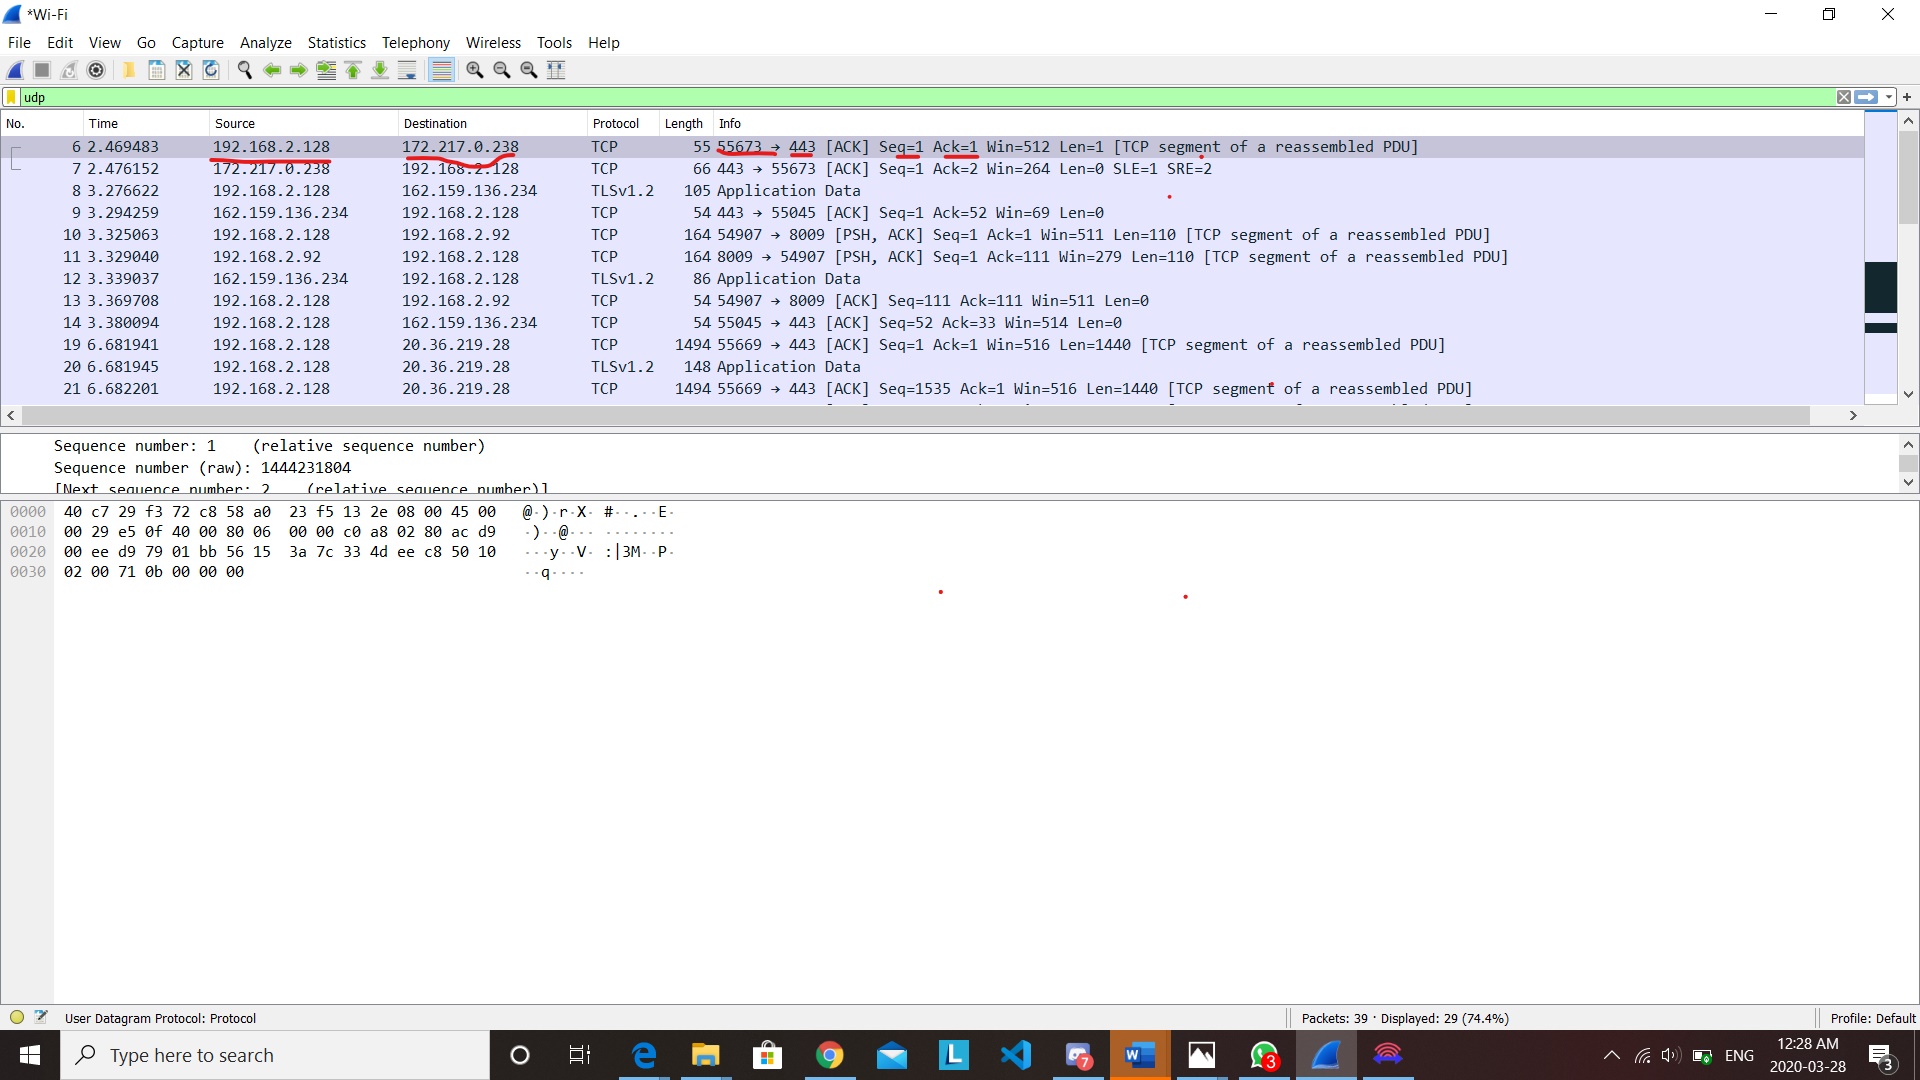 *Wi-Fi
File Edit View Go Capture Analyze Statistics Telephony Wireless Tools Help
udp
No. Time Source Destination Protocol Length Info
6 2.469483 192.168.2.128 172.217.0.238 TCP 55 55673 → 443 [ACK] Seq=1 Ack=1 Win=512 Len=1 [TCP segment of a reassembled PDU]
7 2.476152 172.217.0.238 192.168.2.128 TCP 66 443 → 55673 [ACK] Seq=1 Ack=2 Win=264 Len=0 SLE=1 SRE=2
8 3.276622 192.168.2.128 162.159.136.234 TLSv1.2 105 Application Data
9 3.294259 162.159.136.234 192.168.2.128 TCP 54 443 → 55045 [ACK] Seq=1 Ack=52 Win=69 Len=0
10 3.325063 192.168.2.128 192.168.2.92 TCP 164 54907 → 8009 [PSH, ACK] Seq=1 Ack=1 Win=511 Len=110 [TCP segment of a reassembled PDU]
11 3.329040 192.168.2.92 192.168.2.128 TCP 164 8009 → 54907 [PSH, ACK] Seq=1 Ack=111 Win=279 Len=110 [TCP segment of a reassembled PDU]
12 3.339037 162.159.136.234 192.168.2.128 TLSv1.2 86 Application Data
13 3.369708 192.168.2.128 192.168.2.92 TCP 54 54907 → 8009 [ACK] Seq=111 Ack=111 Win=511 Len=0
14 3.380094 192.168.2.128 162.159.136.234 TCP 54 55045 → 443 [ACK] Seq=52 Ack=33 Win=514 Len=0
19 6.681941 192.168.2.128 20.36.219.28 TCP 1494 55669 → 443 [ACK] Seq=1 Ack=1 Win=516 Len=1440 [TCP segment of a reassembled PDU]
20 6.681945 192.168.2.128 20.36.219.28 TLSv1.2 148 Application Data
21 6.682201 192.168.2.128 20.36.219.28 TCP 1494 55669 → 443 [ACK] Seq=1535 Ack=1 Win=516 Len=1440 [TCP segment of a reassembled PDU]
Sequence number: 1 (relative sequence number)
Sequence number (raw): 1444231804
[Next sequence number: 2 (relative sequence number)]
0000 40 c7 29 f3 72 c8 58 a0 23 f5 13 2e 08 00 45 00 @·)·r·X· #··.··E·
0010 00 29 e5 0f 40 00 80 06 00 00 c0 a8 02 80 ac d9 ·)··@··· ········
0020 00 ee d9 79 01 bb 56 15 3a 7c 33 4d ee c8 50 10 ···y··V· :|3M··P·
0030 02 00 71 0b 00 00 00 ··q····
User Datagram Protocol: Protocol Packets: 39 · Displayed: 29 (74.4%) Profile: Default
Type here to search L W 7 3 ENG 12:28 AM 3
2020-03-28